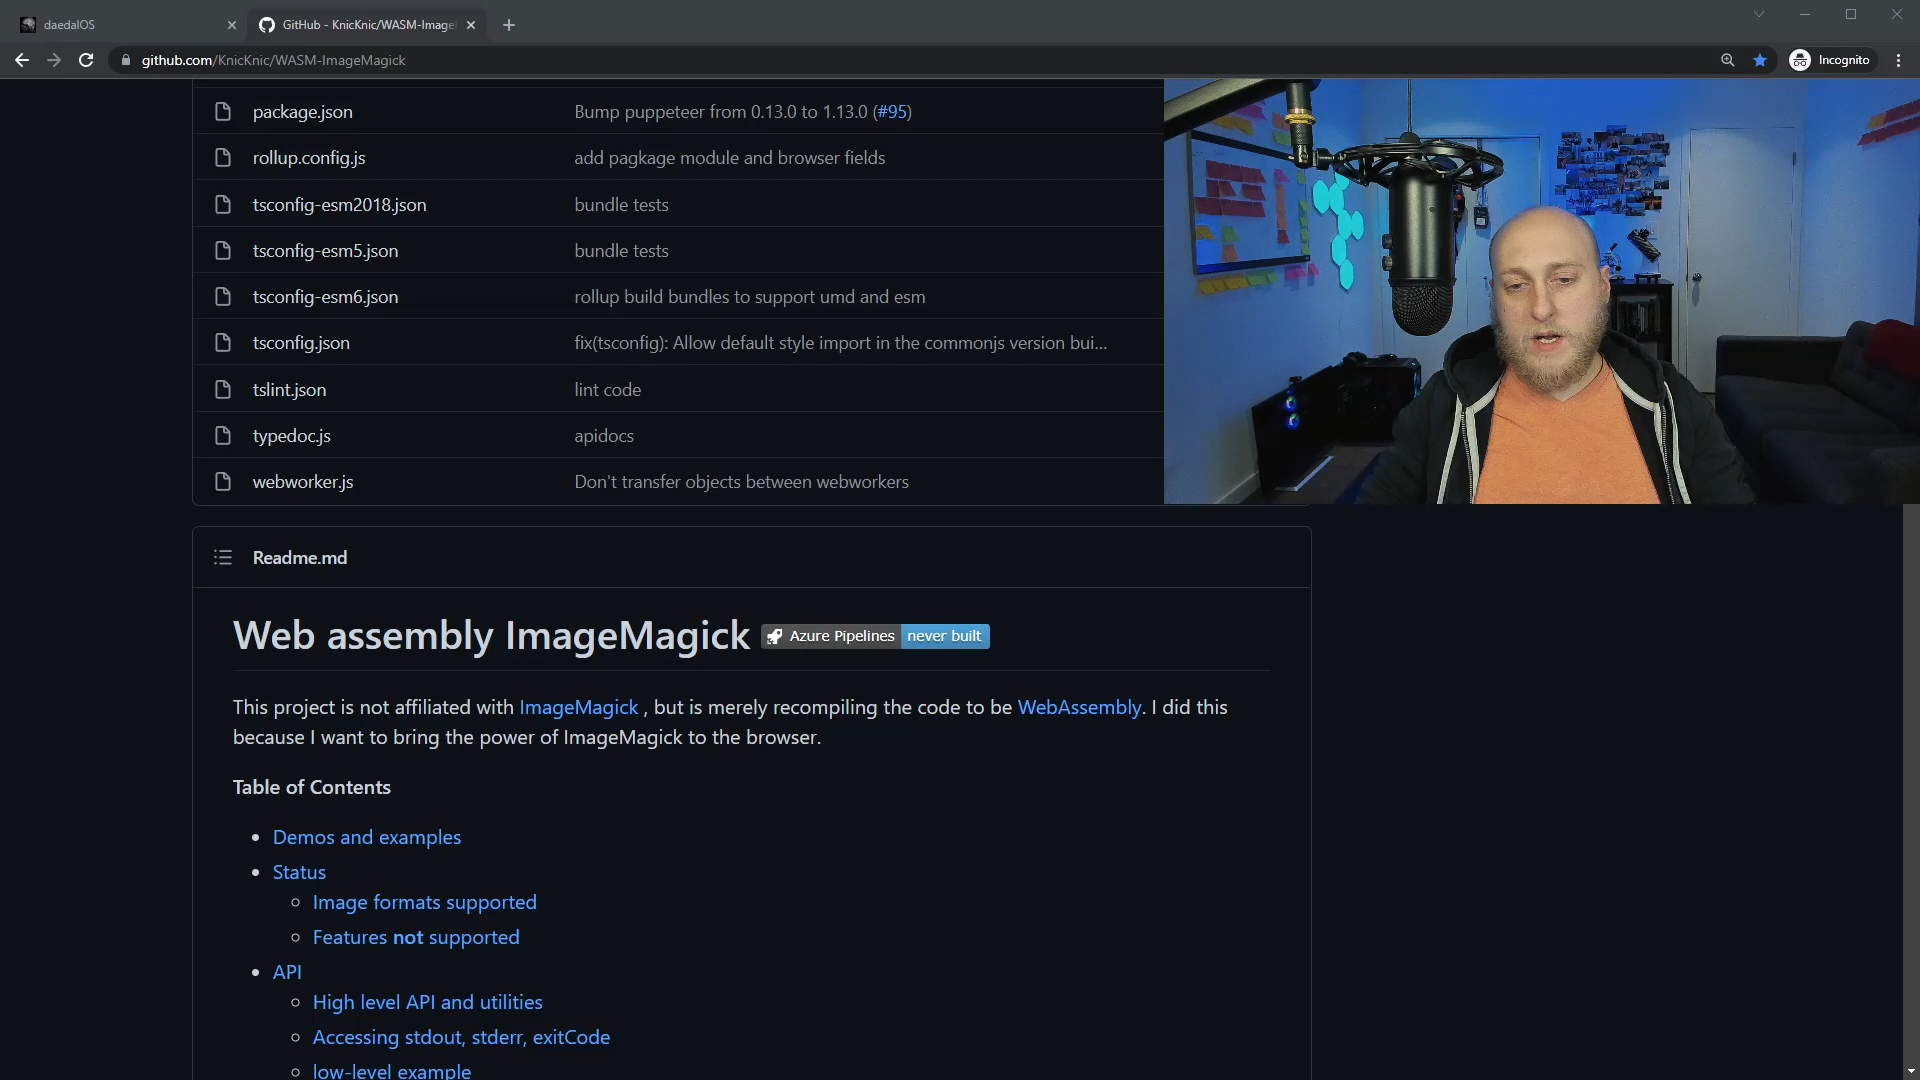 daedalOS
GitHub - KnicKnic/WASM-Image
github.com/KnicKnic/WASM-ImageMagick
Incognito
package.json Bump puppeteer from 0.13.0 to 1.13.0 (#95)
rollup.config.js add pagkage module and browser fields
tsconfig-esm2018.json bundle tests
tsconfig-esm5.json bundle tests
tsconfig-esm6.json rollup build bundles to support umd and esm
tsconfig.json fix(tsconfig): Allow default style import in the commonjs version bui...
tslint.json lint code
typedoc.js apidocs
webworker.js Don't transfer objects between webworkers
Readme.md
Web assembly ImageMagick Azure Pipelines never built
This project is not affiliated with ImageMagick , but is merely recompiling the code to be WebAssembly. I did this
because I want to bring the power of ImageMagick to the browser.
Table of Contents
• Demos and examples
• Status
○ Image formats supported
○ Features not supported
• API
○ High level API and utilities
○ Accessing stdout, stderr, exitCode
○ low-level example